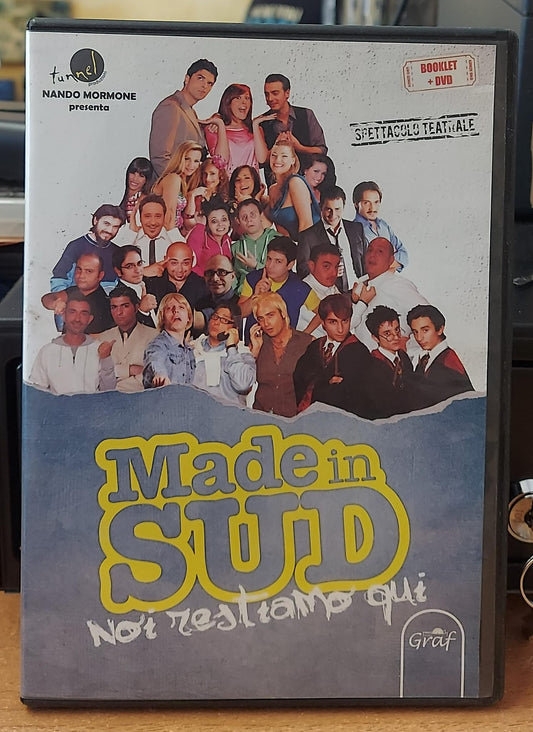 tunnel
NANDO MORMONE
presenta
BOOKLET
+ DVD
SPETTACOLO TEATRALE
Made in
SUD
Noi restiamo qui
Graf